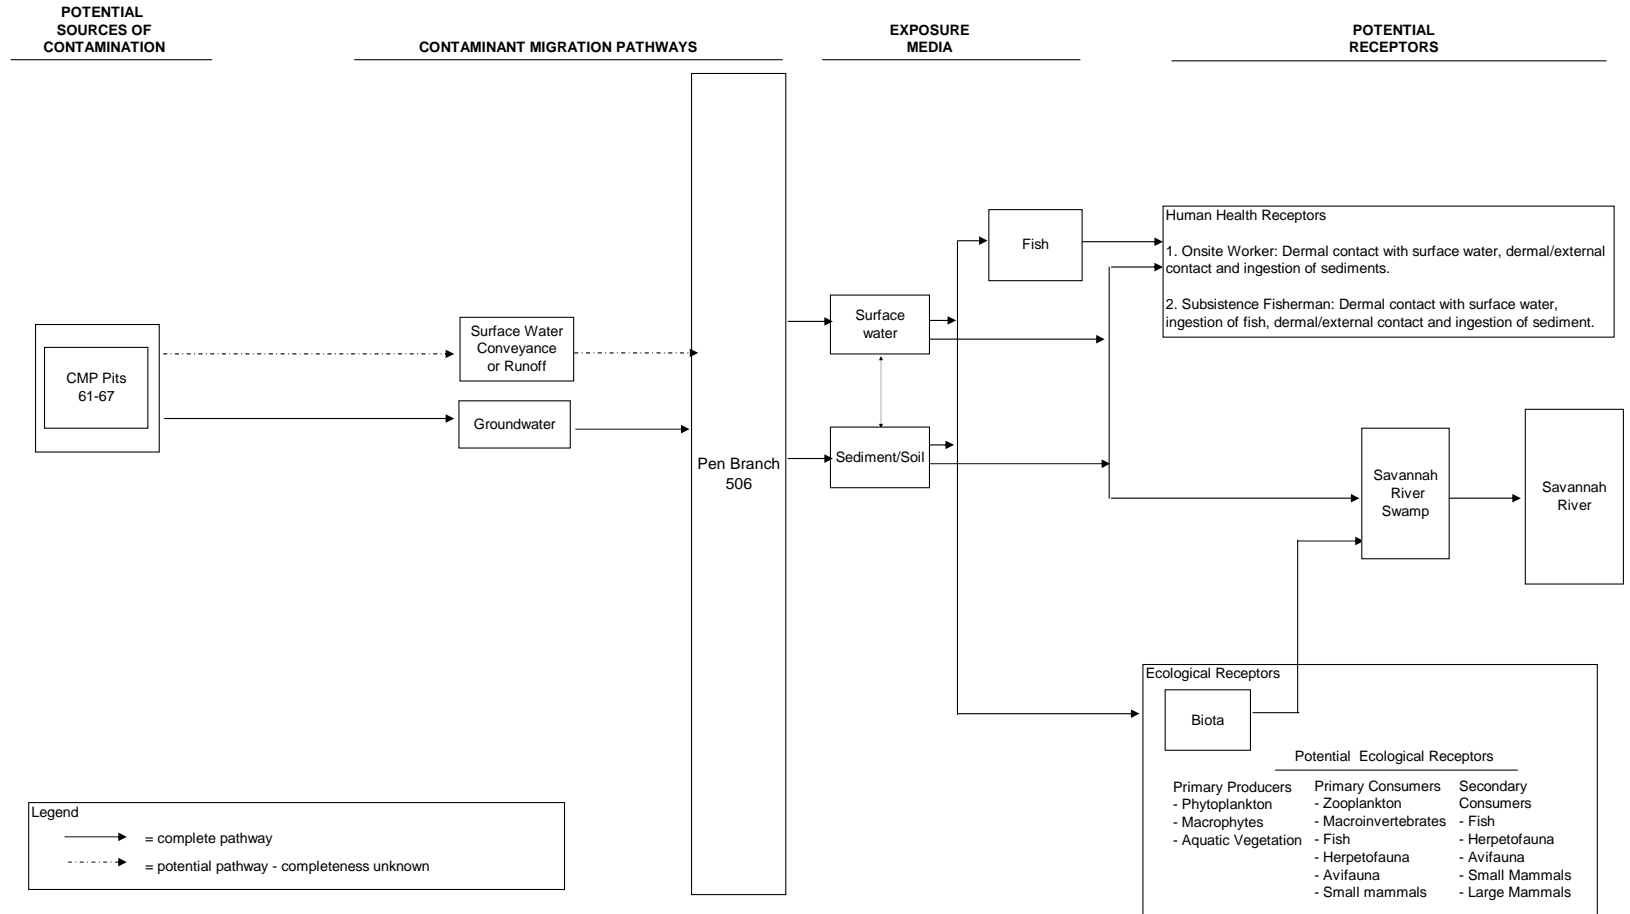 POTENTIAL
SOURCES OF
CONTAMINATION
CONTAMINANT MIGRATION PATHWAYS
EXPOSURE
MEDIA
POTENTIAL
RECEPTORS
CMP Pits
61-67
Surface Water
Conveyance
or Runoff
Groundwater
Pen Branch
506
Surface
water
Sediment/Soil
Fish
Human Health Receptors
1. Onsite Worker: Dermal contact with surface water, dermal/external
contact and ingestion of sediments.
2. Subsistence Fisherman: Dermal contact with surface water,
ingestion of fish, dermal/external contact and ingestion of sediment.
Savannah
River
Swamp
Savannah
River
Ecological Receptors
Biota
Potential Ecological Receptors
Primary Producers
- Phytoplankton
- Macrophytes
- Aquatic Vegetation
Primary Consumers
- Zooplankton
- Macroinvertebrates
- Fish
- Herpetofauna
- Avifauna
- Small mammals
Secondary
Consumers
- Fish
- Herpetofauna
- Avifauna
- Small Mammals
- Large Mammals
Legend
= complete pathway
= potential pathway - completeness unknown